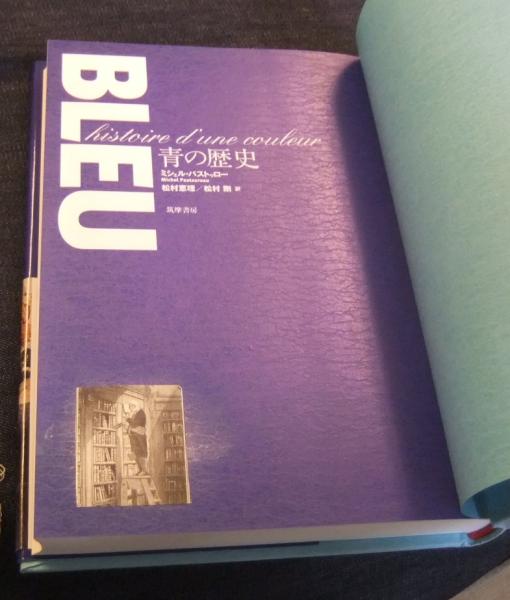 BLEU
histoire d'une couleur
青の歴史
ミシェル・パストゥロー
Michel Pastoureau
松村恵理／松村 剛 訳
筑摩書房